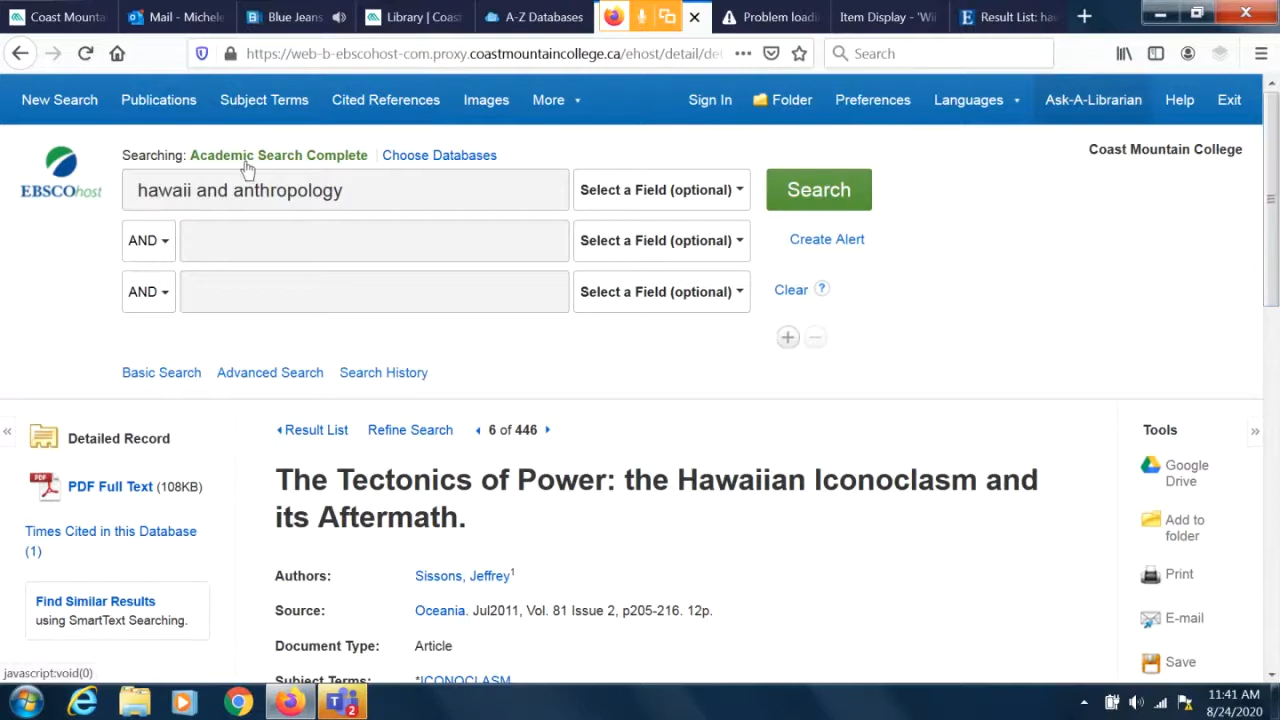 Coast Mounta
Mail - Michele
Blue Jeans
Library | Coas
A-Z Databases
Problem loadi
Item Display - 'Wi
Result List: hav
https://web-b-ebscohost-com.proxy.coastmountaincollege.ca/ehost/detail/de
Search
New Search Publications Subject Terms Cited References Images More Sign In Folder Preferences Languages Ask-A-Librarian Help Exit
Searching: Academic Search Complete Choose Databases
Coast Mountain College
EBSCOhost
hawaii and anthropology Select a Field (optional) Search
AND Select a Field (optional) Create Alert
AND Select a Field (optional) Clear ?
Basic Search Advanced Search Search History
Detailed Record
PDF Full Text (108KB)
Times Cited in this Database
(1)
Find Similar Results
using SmartText Searching.
Result List Refine Search 6 of 446
The Tectonics of Power: the Hawaiian Iconoclasm and
its Aftermath.
Authors: Sissons, Jeffrey1
Source: Oceania. Jul2011, Vol. 81 Issue 2, p205-216. 12p.
Document Type: Article
Subject Terms: *ICONOCLASM
Tools
Google
Drive
Add to
folder
Print
E-mail
Save
javascript:void(0)
2
11:41 AM
8/24/2020